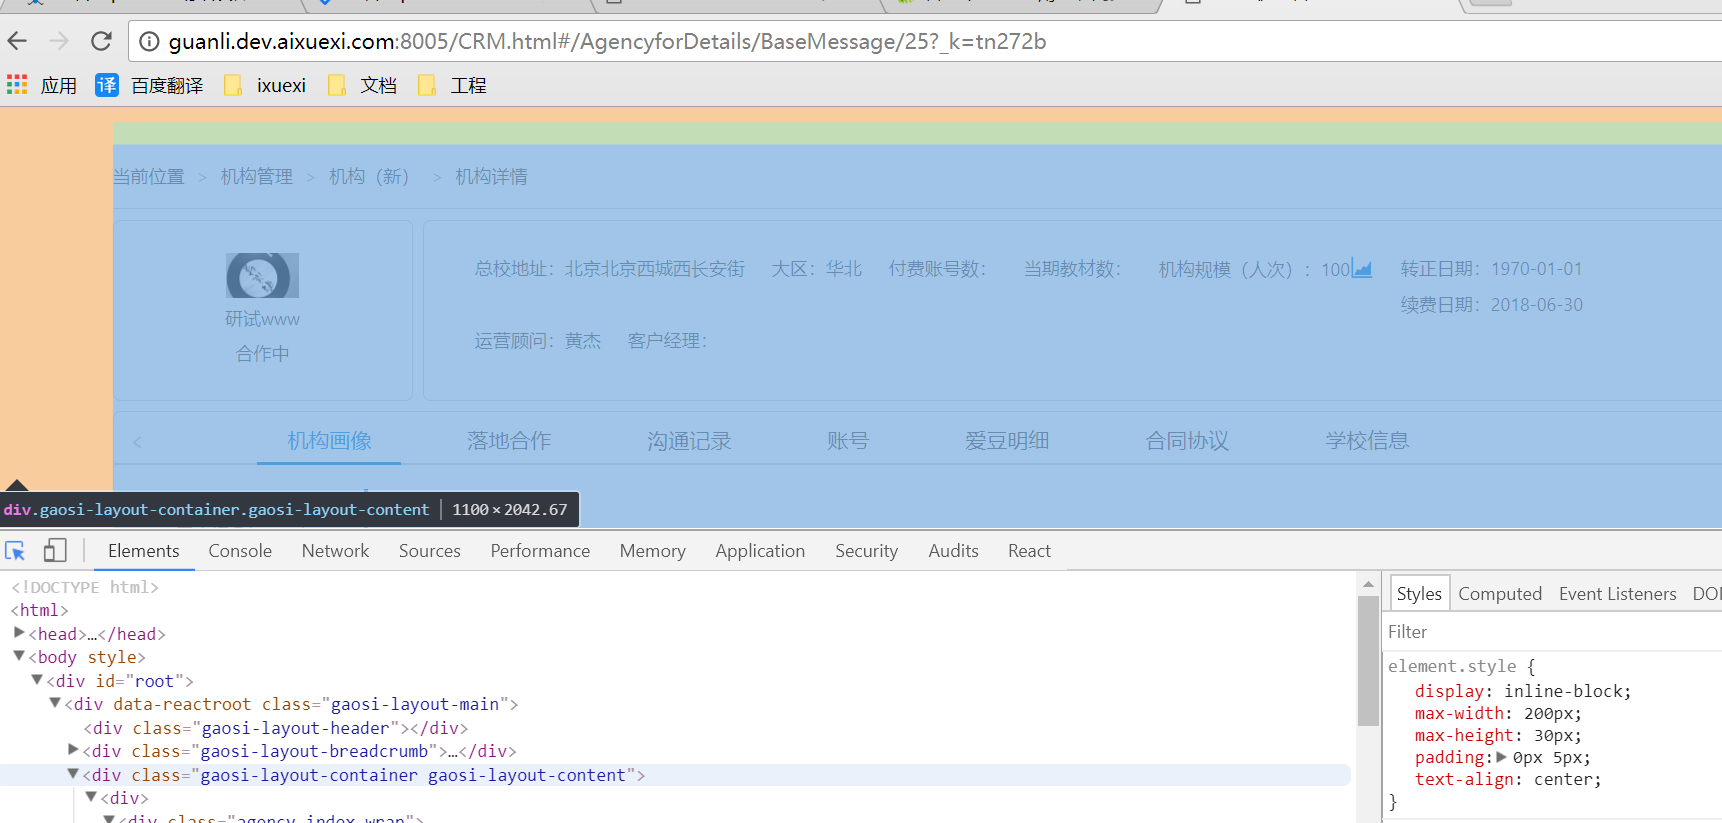 guanli.dev.aixuexi.com:8005/CRM.html#/AgencyforDetails/BaseMessage/25?_k=tn272b
应用 译 百度翻译 ixuexi 文档 工程
当前位置 > 机构管理 > 机构（新） > 机构详情
总校地址：北京北京西城西长安街 大区：华北 付费账号数： 当期教材数： 机构规模（人次）：100 转正日期：1970-01-01
续费日期：2018-06-30
研试www
运营顾问：黄杰 客户经理：
合作中
< 机构画像 落地合作 沟通记录 账号 爱豆明细 合同协议 学校信息
div.gaosi-layout-container.gaosi-layout-content | 1100×2042.67
Elements Console Network Sources Performance Memory Application Security Audits React
<!DOCTYPE html>
<html>
<head>…</head>
<body style>
<div id="root">
<div data-reactroot class="gaosi-layout-main">
<div class="gaosi-layout-header"></div>
<div class="gaosi-layout-breadcrumb">…</div>
<div class="gaosi-layout-container gaosi-layout-content">
<div>
<div class="agency index wrap">
Styles Computed Event Listeners
Filter
element.style {
display: inline-block;
max-width: 200px;
max-height: 30px;
padding: 0px 5px;
text-align: center;
}